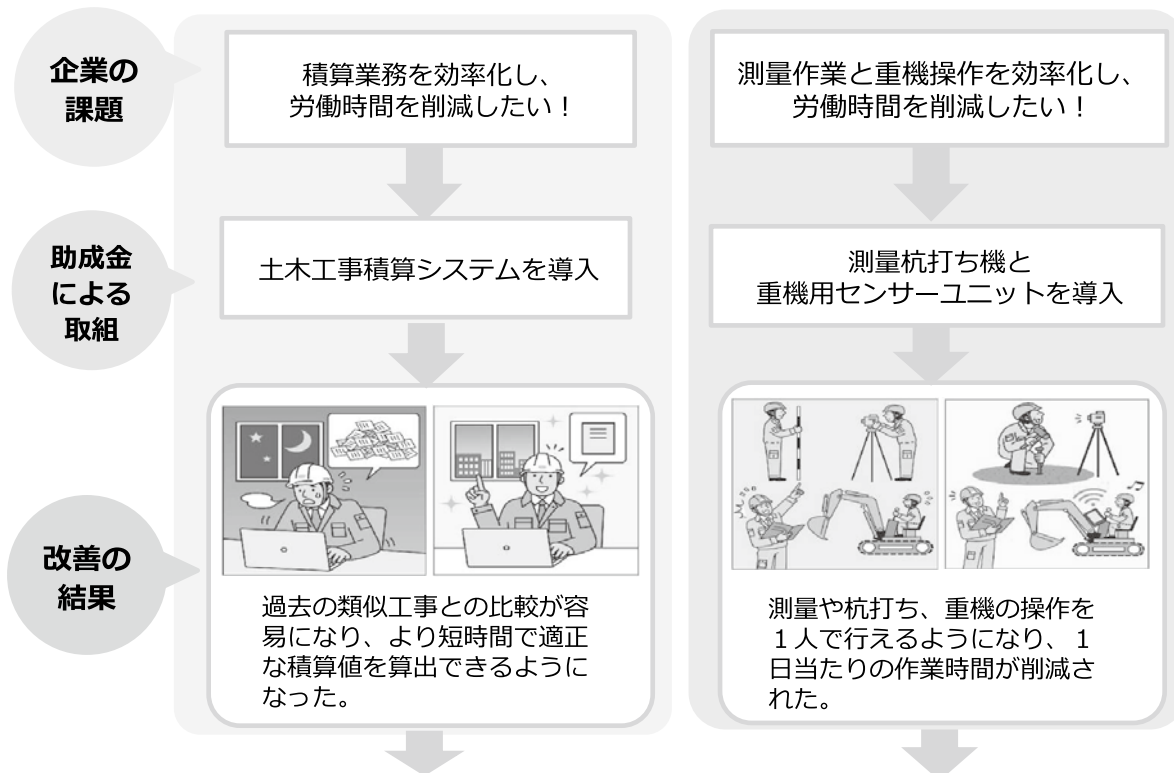 企業の
課題
積算業務を効率化し、
労働時間を削減したい！
測量作業と重機操作を効率化し、
労働時間を削減したい！
助成金
による
取組
土木工事積算システムを導入
測量杭打ち機と
重機用センサーユニットを導入
改善の
結果
過去の類似工事との比較が容
易になり、より短時間で適正
な積算値を算出できるように
なった。
測量や杭打ち、重機の操作を
１人で行えるようになり、１
日当たりの作業時間が削減さ
れた。